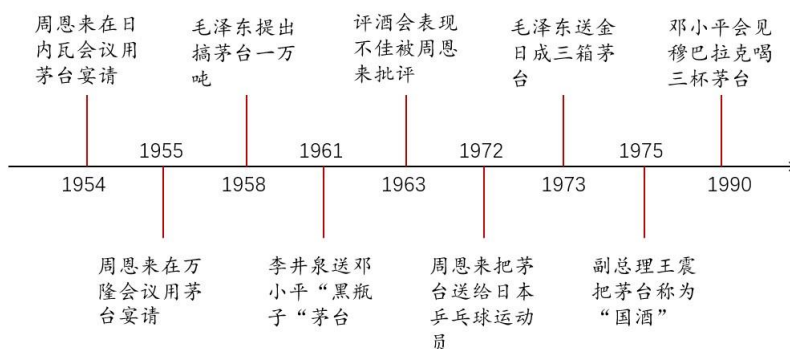 周恩来在日
内瓦会议用
茅台宴请
毛泽东提出
搞茅台一万
吨
评酒会表现
不佳被周恩
来批评
毛泽东送金
日成三箱茅
台
邓小平会见
穆巴拉克喝
三杯茅台
1955
1961
1972
1975
1954
1958
1963
1973
1990
周恩来在万
隆会议用茅
台宴请
李井泉送邓
小平“黑瓶
子“茅台
周恩来把茅
台送给日本
乒乓球运动
员
副总理王震
把茅台称为
“国酒”